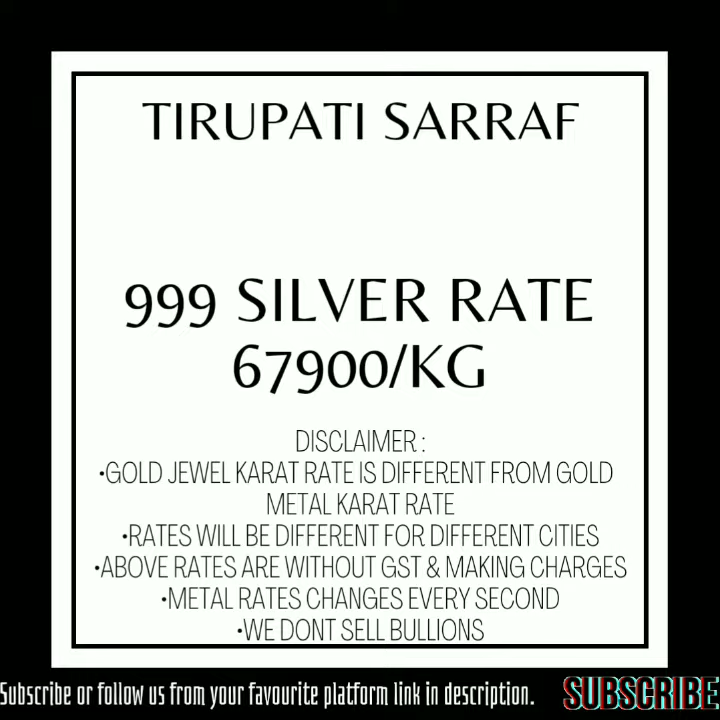 TIRUPATI SARRAF
999 SILVER RATE
67900/KG
DISCLAIMER :
•GOLD JEWEL KARAT RATE IS DIFFERENT FROM GOLD
METAL KARAT RATE
•RATES WILL BE DIFFERENT FOR DIFFERENT CITIES
•ABOVE RATES ARE WITHOUT GST & MAKING CHARGES
•METAL RATES CHANGES EVERY SECOND
•WE DONT SELL BULLIONS
Subscribe or follow us from your favourite platform link in description. SUBSCRIBE